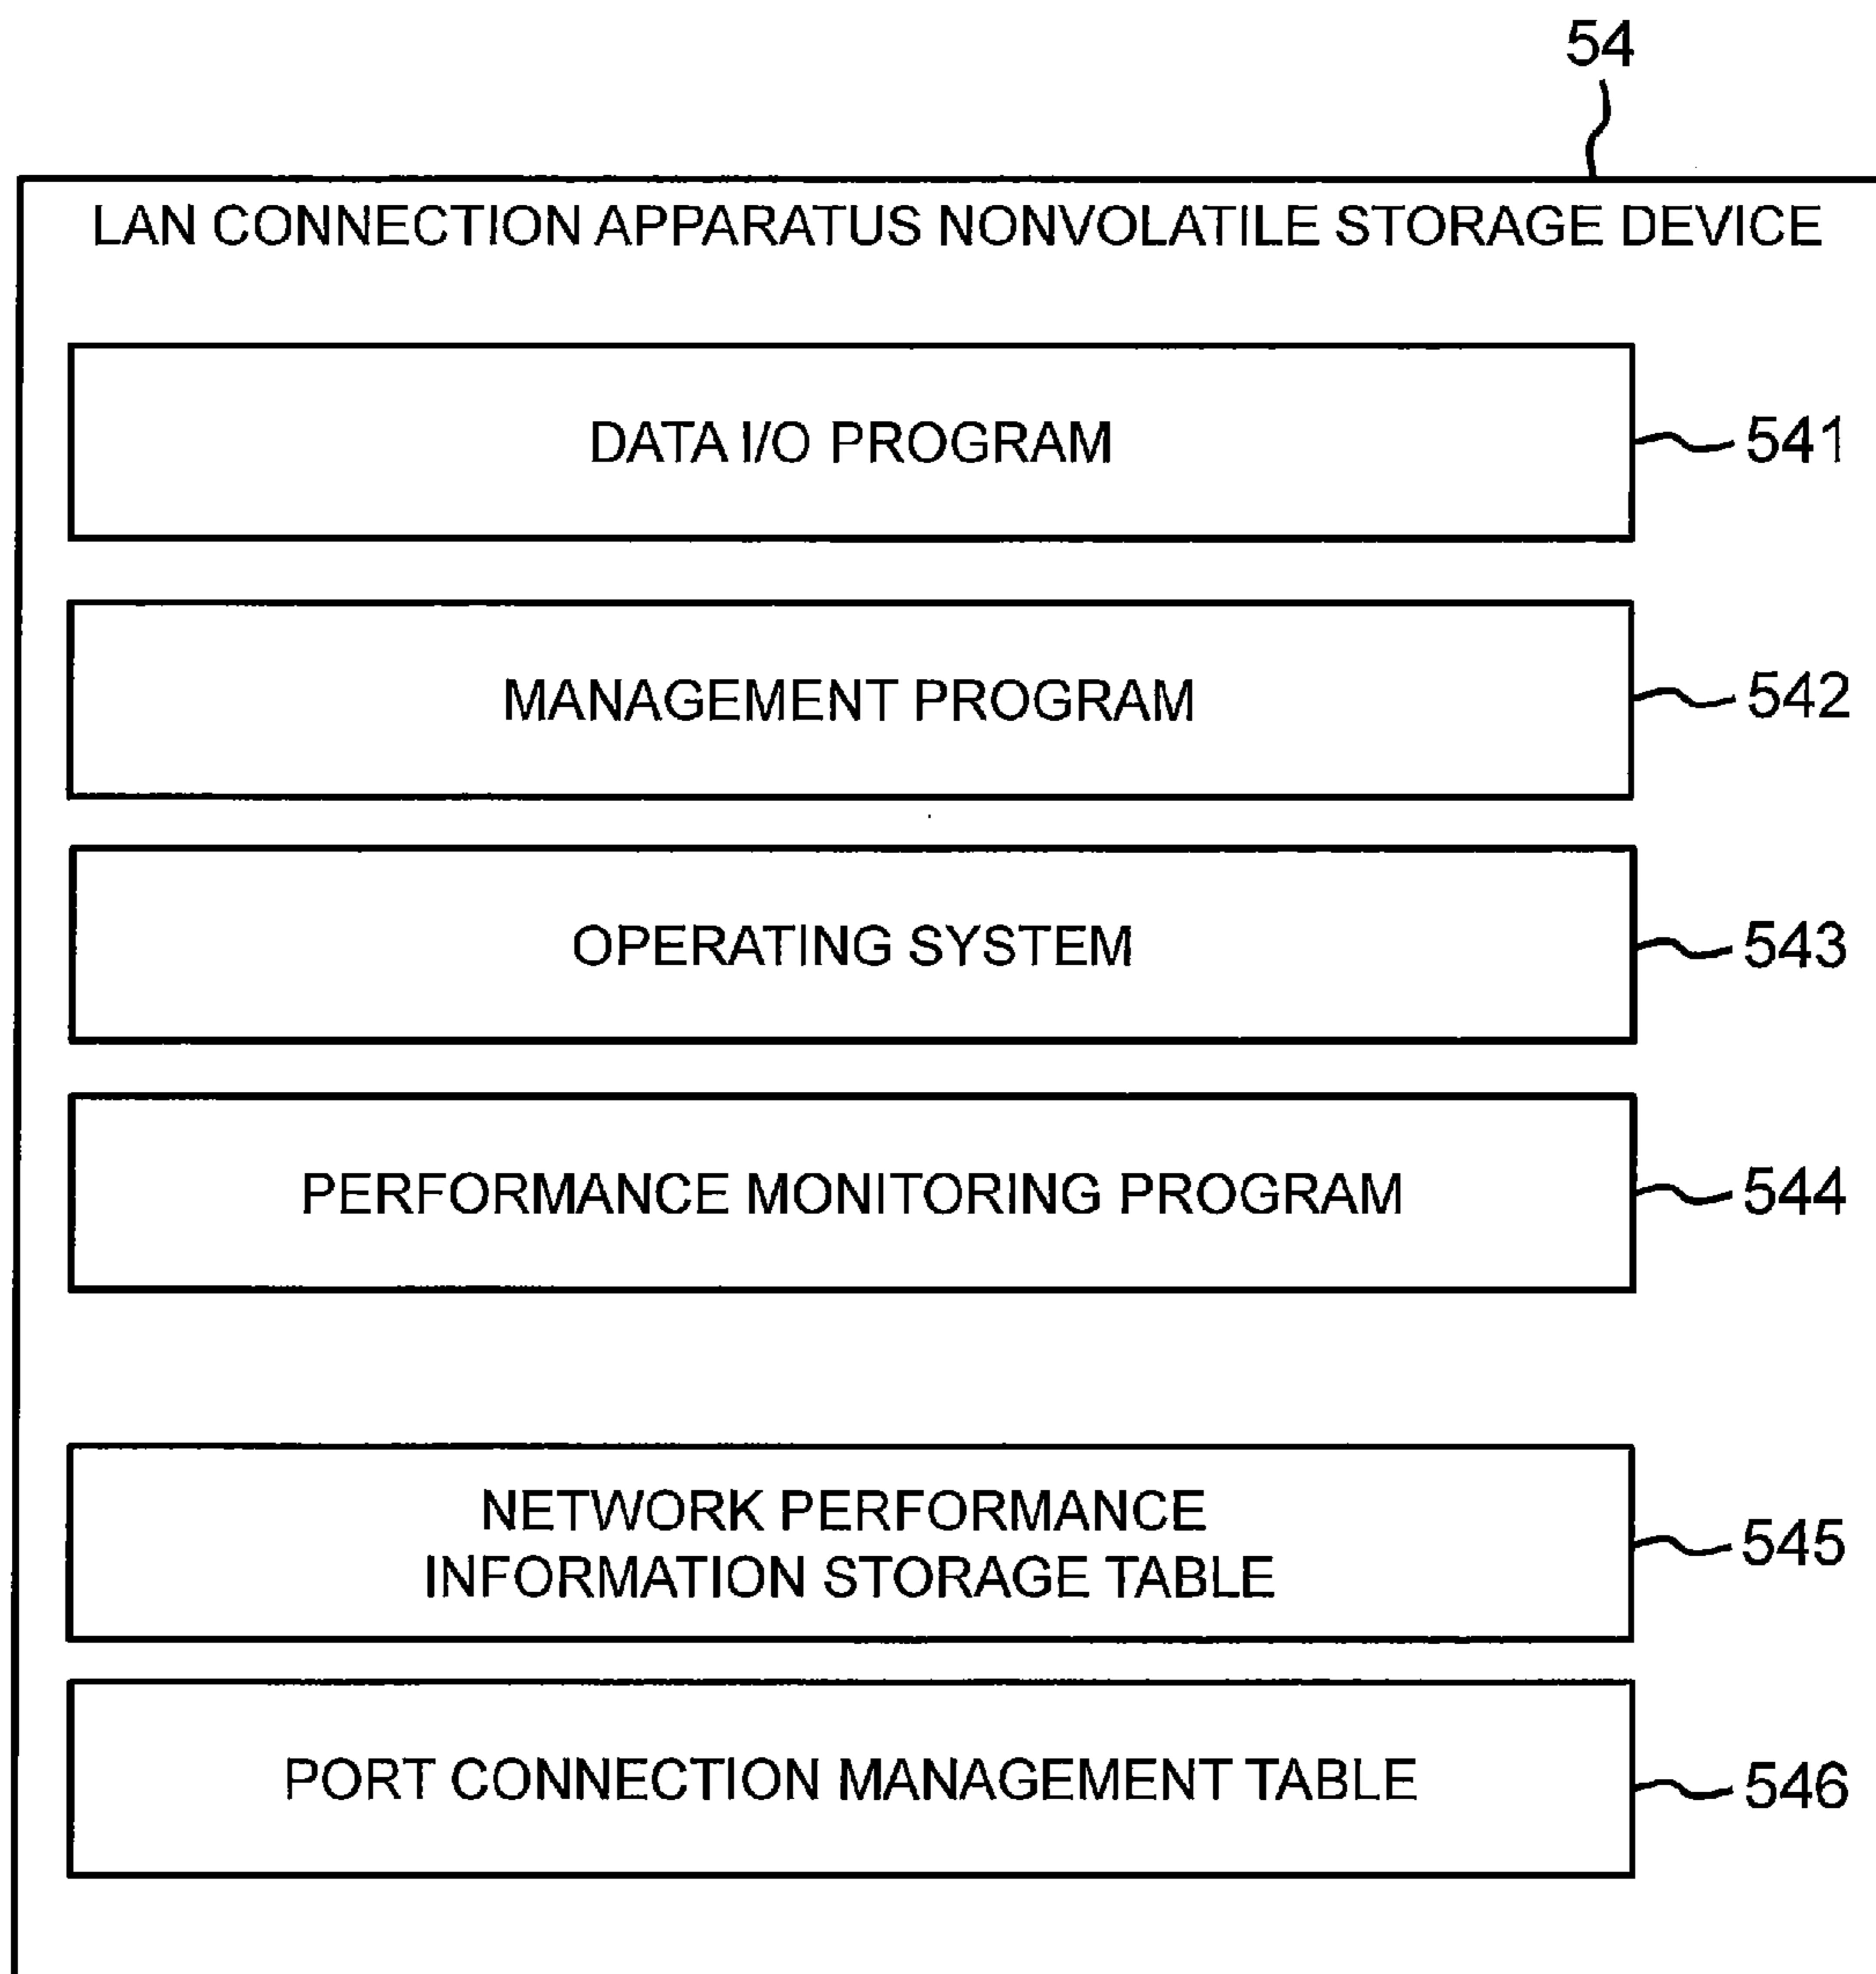 54
LAN CONNECTION APPARATUS NONVOLATILE STORAGE DEVICE
DATA I/O PROGRAM
541
MANAGEMENT PROGRAM
542
OPERATING SYSTEM
543
PERFORMANCE MONITORING PROGRAM
544
NETWORK PERFORMANCE
INFORMATION STORAGE TABLE
545
PORT CONNECTION MANAGEMENT TABLE
546